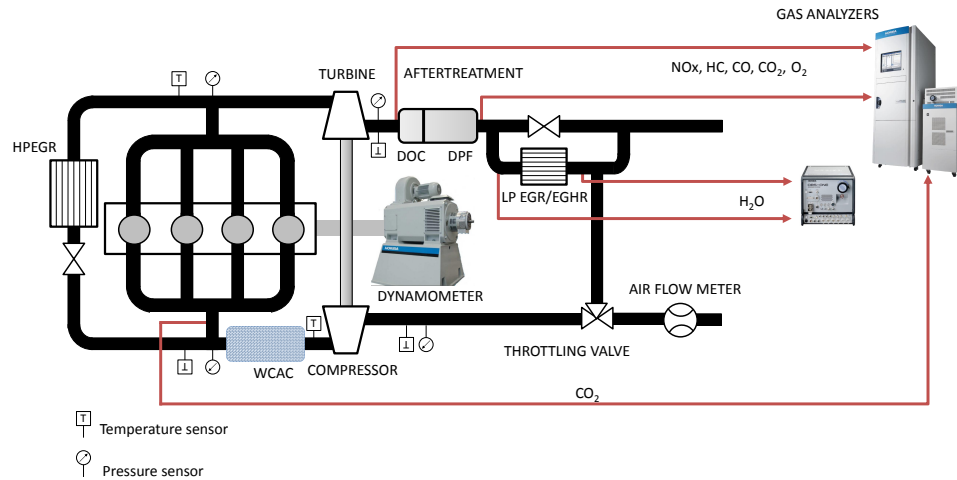 GAS ANALYZERS
T
TURBINE
AFTERTREATMENT
NOx, HC, CO, CO₂, O₂
HPEGR
T
DOC
DPF
LP EGR/EGHR
H₂O
DYNAMOMETER
AIR FLOW METER
T
T
T
WCAC
COMPRESSOR
THROTTLING VALVE
CO₂
T
Temperature sensor
Pressure sensor